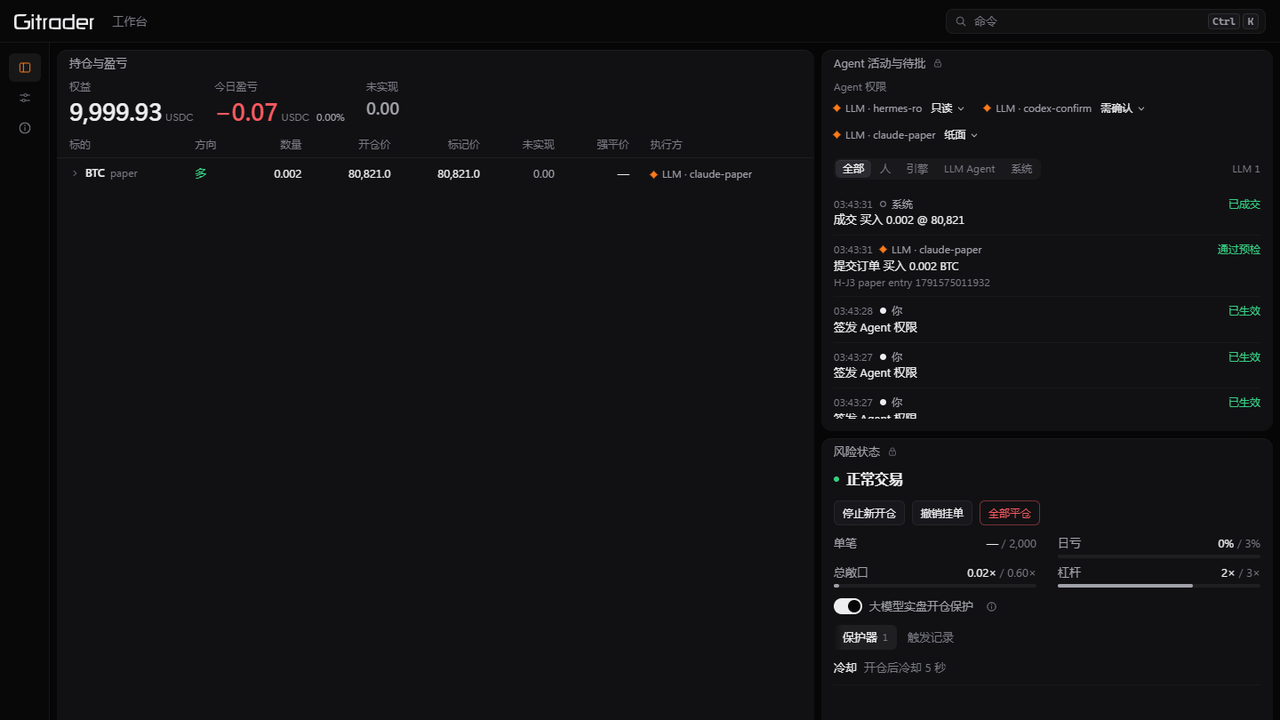 Gitrader 工作台 命令 Ctrl K
持仓与盈亏
权益 今日盈亏 未实现
9,999.93 USDC −0.07 USDC 0.00% 0.00
标的 方向 数量 开仓价 标记价 未实现 强平价 执行方
BTC paper 多 0.002 80,821.0 80,821.0 0.00 — LLM · claude-paper
Agent 活动与待批
Agent 权限
LLM · hermes-ro 只读 LLM · codex-confirm 需确认
LLM · claude-paper 纸面
全部 人 引擎 LLM Agent 系统 LLM 1
03:43:31 系统 已成交
成交 买入 0.002 @ 80,821
03:43:31 LLM · claude-paper 通过预检
提交订单 买入 0.002 BTC
H-J3 paper entry 1791575011932
03:43:28 你 已生效
签发 Agent 权限
03:43:27 你 已生效
签发 Agent 权限
03:43:27 你 已生效
签发 Agent 权限
风险状态
正常交易
停止新开仓 撤销挂单 全部平仓
单笔 — / 2,000 日亏 0% / 3%
总敞口 0.02× / 0.60× 杠杆 2× / 3×
大模型实盘开仓保护
保护器 1 触发记录
冷却 开仓后冷却 5 秒